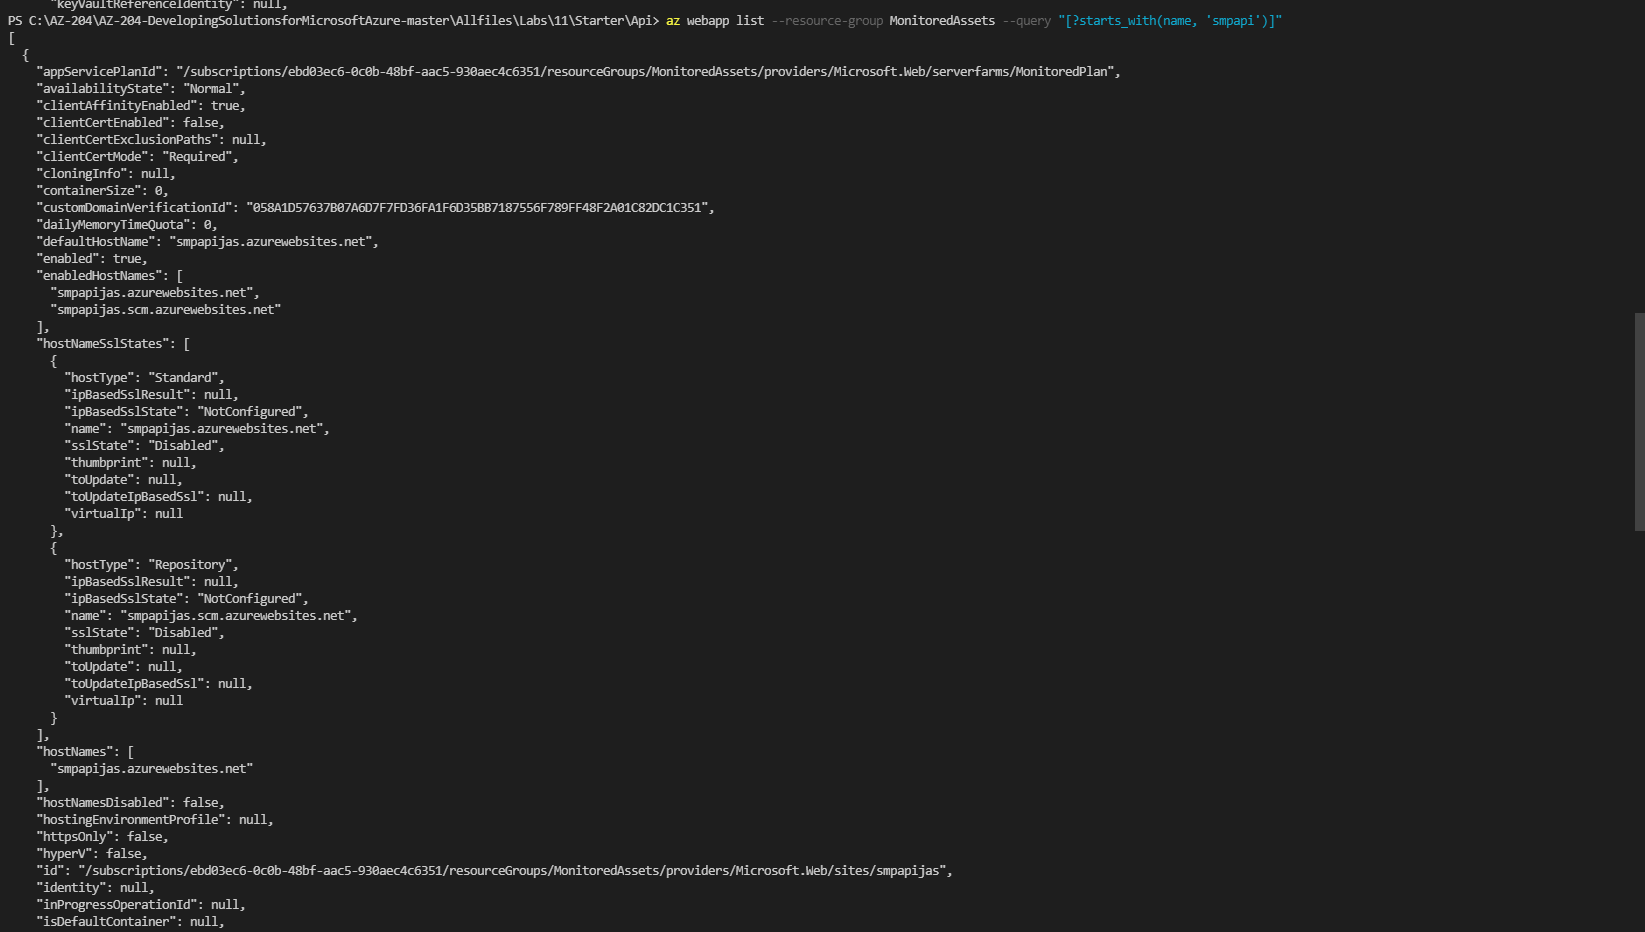 "keyVaultReferenceIdentity": null,
PS C:\AZ-204\AZ-204-DevelopingSolutionsforMicrosoftAzure-master\Allfiles\Labs\11\Starter\Api> az webapp list --resource-group MonitoredAssets --query "[?starts_with(name, 'smpapi')]"
[
{
"appServicePlanId": "/subscriptions/ebd03ec6-0c0b-48bf-aac5-930aec4c6351/resourceGroups/MonitoredAssets/providers/Microsoft.Web/serverfarms/MonitoredPlan",
"availabilityState": "Normal",
"clientAffinityEnabled": true,
"clientCertEnabled": false,
"clientCertExclusionPaths": null,
"clientCertMode": "Required",
"cloningInfo": null,
"containerSize": 0,
"customDomainVerificationId": "058A1D57637B07A6D7F7FD36FA1F6D35BB7187556F789FF48F2A01C82DC1C351",
"dailyMemoryTimeQuota": 0,
"defaultHostName": "smpapijas.azurewebsites.net",
"enabled": true,
"enabledHostNames": [
"smpapijas.azurewebsites.net",
"smpapijas.scm.azurewebsites.net"
],
"hostNameSslStates": [
{
"hostType": "Standard",
"ipBasedSslResult": null,
"ipBasedSslState": "NotConfigured",
"name": "smpapijas.azurewebsites.net",
"sslState": "Disabled",
"thumbprint": null,
"toUpdate": null,
"toUpdateIpBasedSsl": null,
"virtualIp": null
},
{
"hostType": "Repository",
"ipBasedSslResult": null,
"ipBasedSslState": "NotConfigured",
"name": "smpapijas.scm.azurewebsites.net",
"sslState": "Disabled",
"thumbprint": null,
"toUpdate": null,
"toUpdateIpBasedSsl": null,
"virtualIp": null
}
],
"hostNames": [
"smpapijas.azurewebsites.net"
],
"hostNamesDisabled": false,
"hostingEnvironmentProfile": null,
"httpsOnly": false,
"hyperV": false,
"id": "/subscriptions/ebd03ec6-0c0b-48bf-aac5-930aec4c6351/resourceGroups/MonitoredAssets/providers/Microsoft.Web/sites/smpapijas",
"identity": null,
"inProgressOperationId": null,
"isDefaultContainer": null,